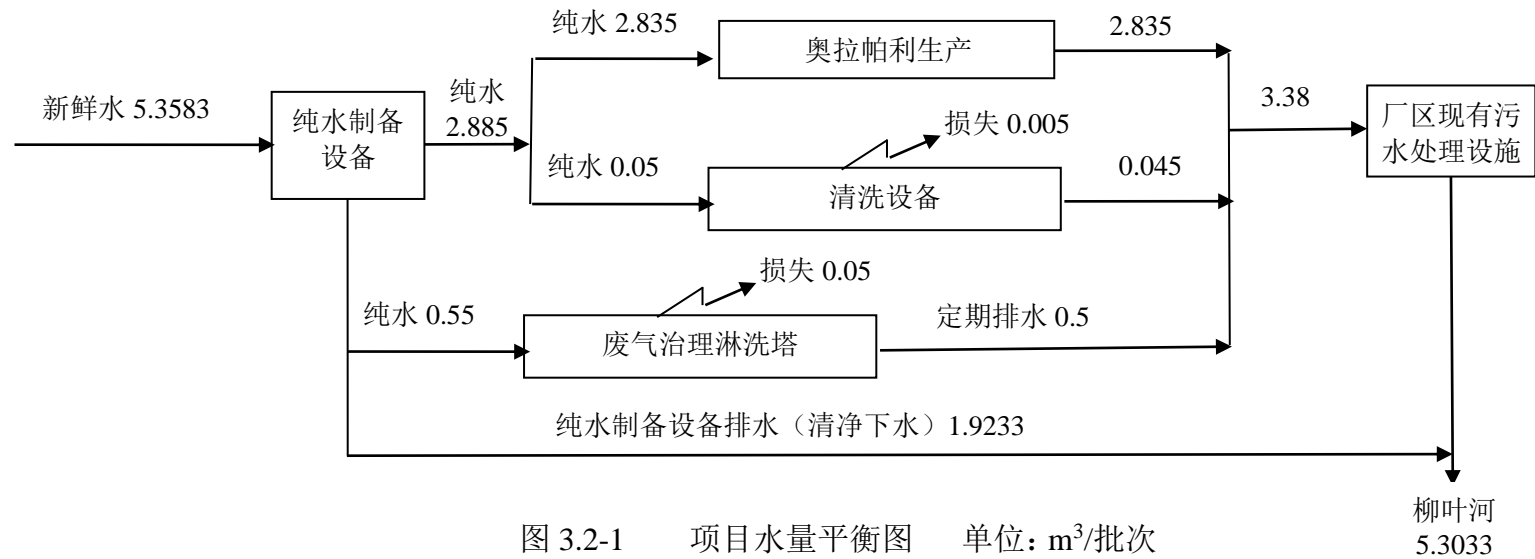 纯水 2.835
奥拉帕利生产
2.835
新鲜水 5.3583
纯水制备
设备
纯水
2.885
3.38
厂区现有污
水处理设施
损失 0.005
纯水 0.05
清洗设备
0.045
损失 0.05
纯水 0.55
废气治理淋洗塔
定期排水 0.5
纯水制备设备排水（清净下水）1.9233
柳叶河
5.3033
图 3.2-1 项目水量平衡图 单位：m³/批次